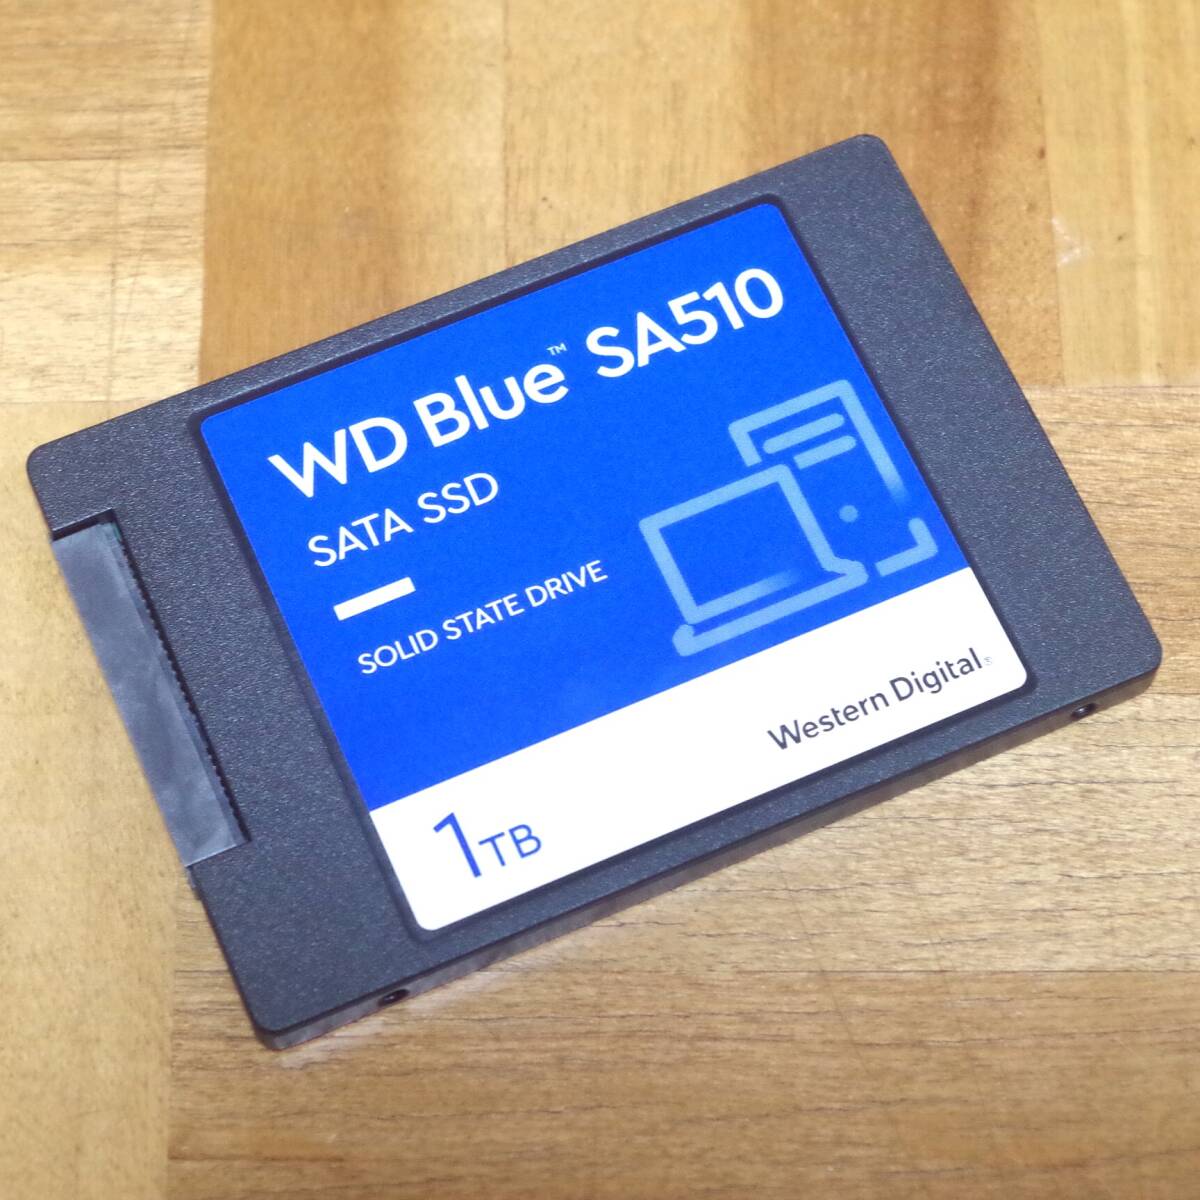 WD Blue™ SA510
SATA SSD
SOLID STATE DRIVE
Western Digital®
1TB